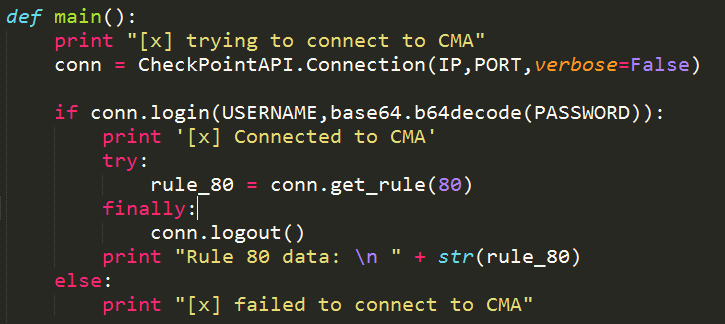 def main():
    print "[x] trying to connect to CMA"
    conn = CheckPointAPI.Connection(IP,PORT,verbose=False)
    if conn.login(USERNAME,base64.b64decode(PASSWORD)):
        print '[x] Connected to CMA'
        try:
            rule_80 = conn.get_rule(80)
        finally:
            conn.logout()
        print "Rule 80 data: \n " + str(rule_80)
    else:
        print "[x] failed to connect to CMA"